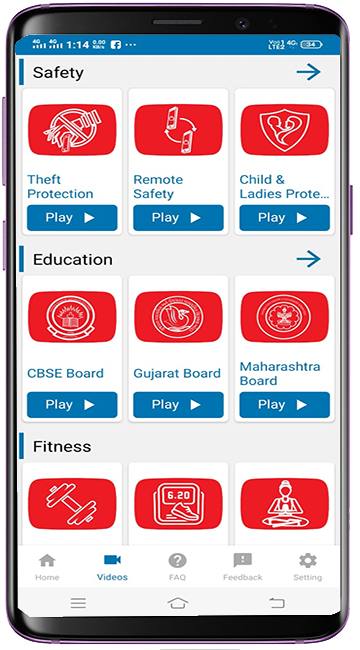 4G 4G 1:14 0.00 KB/s ... Vo) 1 LTE2 4G 34
Safety
Theft Protection
Remote Safety
Child & Ladies Prote...
Play Play Play
Education
CBSE Board
Gujarat Board
Maharashtra Board
Play Play Play
Fitness
6.20
Home Videos FAQ Feedback Setting